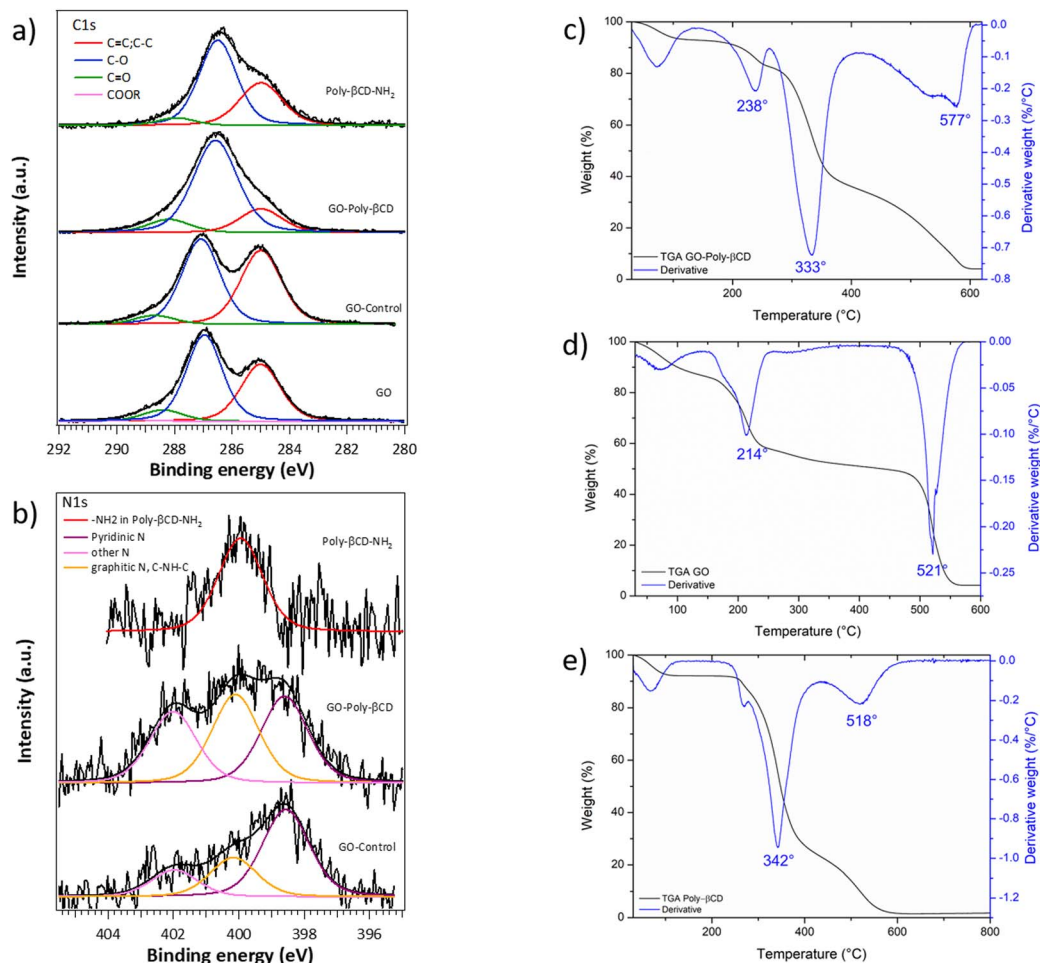 a)
C1s
C=C;C-C
C-O
C=O
COOR
Poly-βCD-NH₂
GO-Poly-βCD
GO-Control
GO
Intensity (a.u.)
292 290 288 286 284 282 280
Binding energy (eV)
b)
N1s
-NH2 in Poly-βCD-NH₂
Pyridinic N
other N
graphitic N, C-NH-C
Poly-βCD-NH₂
GO-Poly-βCD
GO-Control
Intensity (a.u.)
404 402 400 398 396
Binding energy (eV)
c)
100
80
60
40
20
0
Weight (%)
238°
333°
577°
TGA GO-Poly-βCD
Derivative
0.0
-0.1
-0.2
-0.3
-0.4
-0.5
-0.6
-0.7
-0.8
Derivative weight (%/°C)
200 400 600
Temperature (°C)
d)
100
80
60
40
20
0
Weight (%)
214°
521°
TGA GO
Derivative
0.00
-0.05
-0.10
-0.15
-0.20
-0.25
Derivative weight (%/°C)
100 200 300 400 500 600
Temperature (°C)
e)
100
80
60
40
20
0
Weight (%)
342°
518°
TGA Poly-βCD
Derivative
0.0
-0.2
-0.4
-0.6
-0.8
-1.0
-1.2
Derivative weight (%/°C)
200 400 600 800
Temperature (°C)